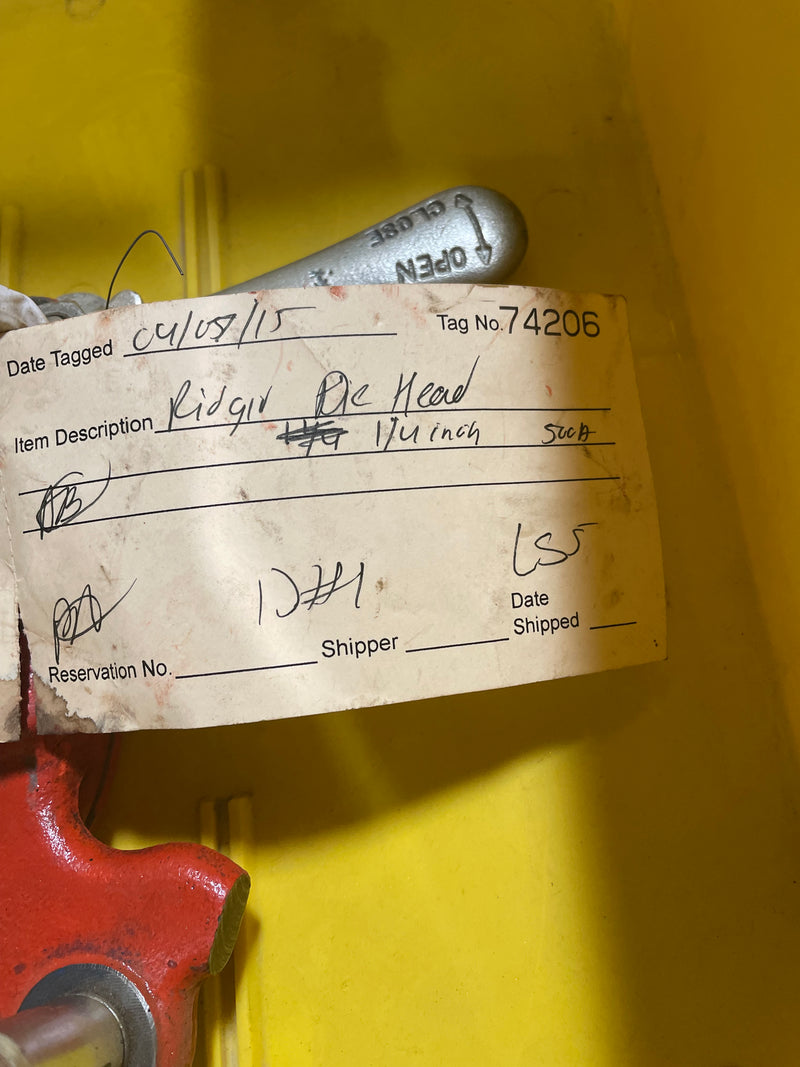 CLOSE
OPEN
Date Tagged 04/08/15 Tag No. 74206
Item Description Ridgid Die Head
1/4 inch 500A
LS5
D#1
Date
Shipped
Reservation No. Shipper